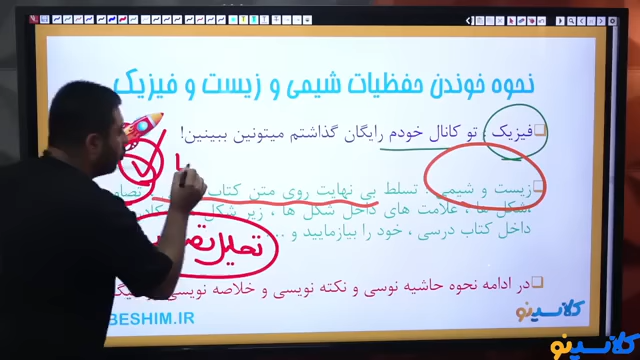 نحوه خوندن حفظیات شیمی و زیست و فیزیک
فیزیک : تو کانال خودم رایگان گذاشتم میتونین ببینین!
زیست و شیمی : تسلط بی نهایت روی متن کتاب
شکل ها ، علامت های داخل شکل ها ، زیر شکل
داخل کتاب درسی ، خود را بیازمایید و ...
تحلیل
در ادامه نحوه حاشیه نوسی و نکته نویسی و خلاصه نویسی
BESHIM.IR
کلاسینو
کلاسینو